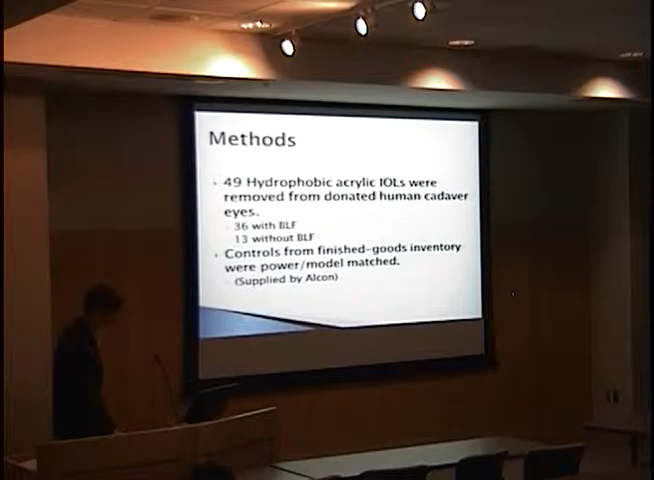 Methods
49 Hydrophobic acrylic IOLs were
removed from donated human cadaver
eyes.
36 with BLF
13 without BLF
Controls from finished-goods inventory
were power/model matched.
(Supplied by Alcon)